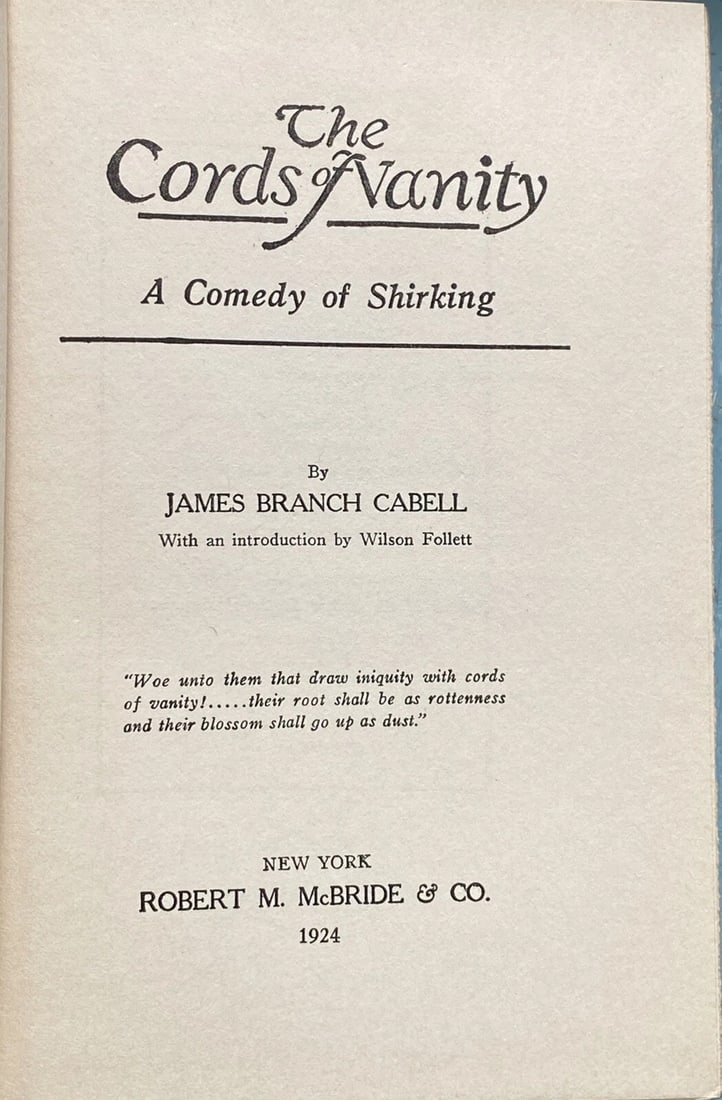 The
Cords of Vanity
A Comedy of Shirking
By
JAMES BRANCH CABELL
With an introduction by Wilson Follett
“Woe unto them that draw iniquity with cords
of vanity!.....their root shall be as rottenness
and their blossom shall go up as dust.”
NEW YORK
ROBERT M. McBRIDE & CO.
1924